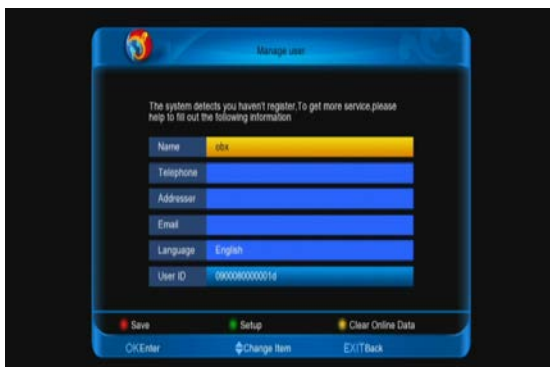 Manage user
The system detects you haven't register,To get more service,please
help to fill out the following information
Name obx
Telephone
Addresser
Email
Language English
User ID 0900080000001d
Save Setup Clear Online Data
OKEnter Change Item EXITBack